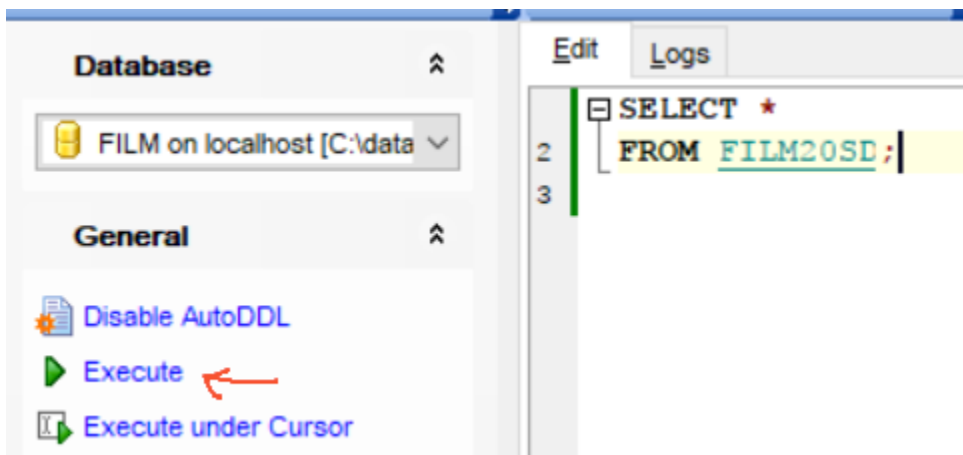 Database
FILM on localhost [C:\data
General
Disable AutoDDL
Execute
Execute under Cursor
Edit Logs
SELECT *
2 FROM FILM20SD;
3